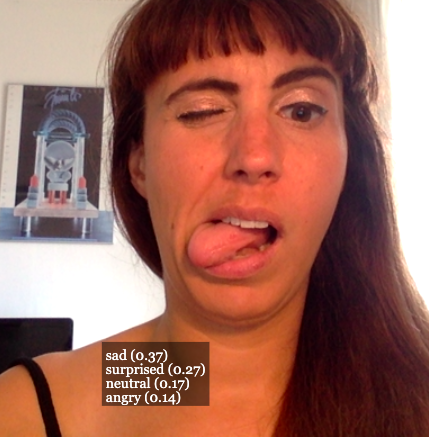 sad (0.37)
surprised (0.27)
neutral (0.17)
angry (0.14)